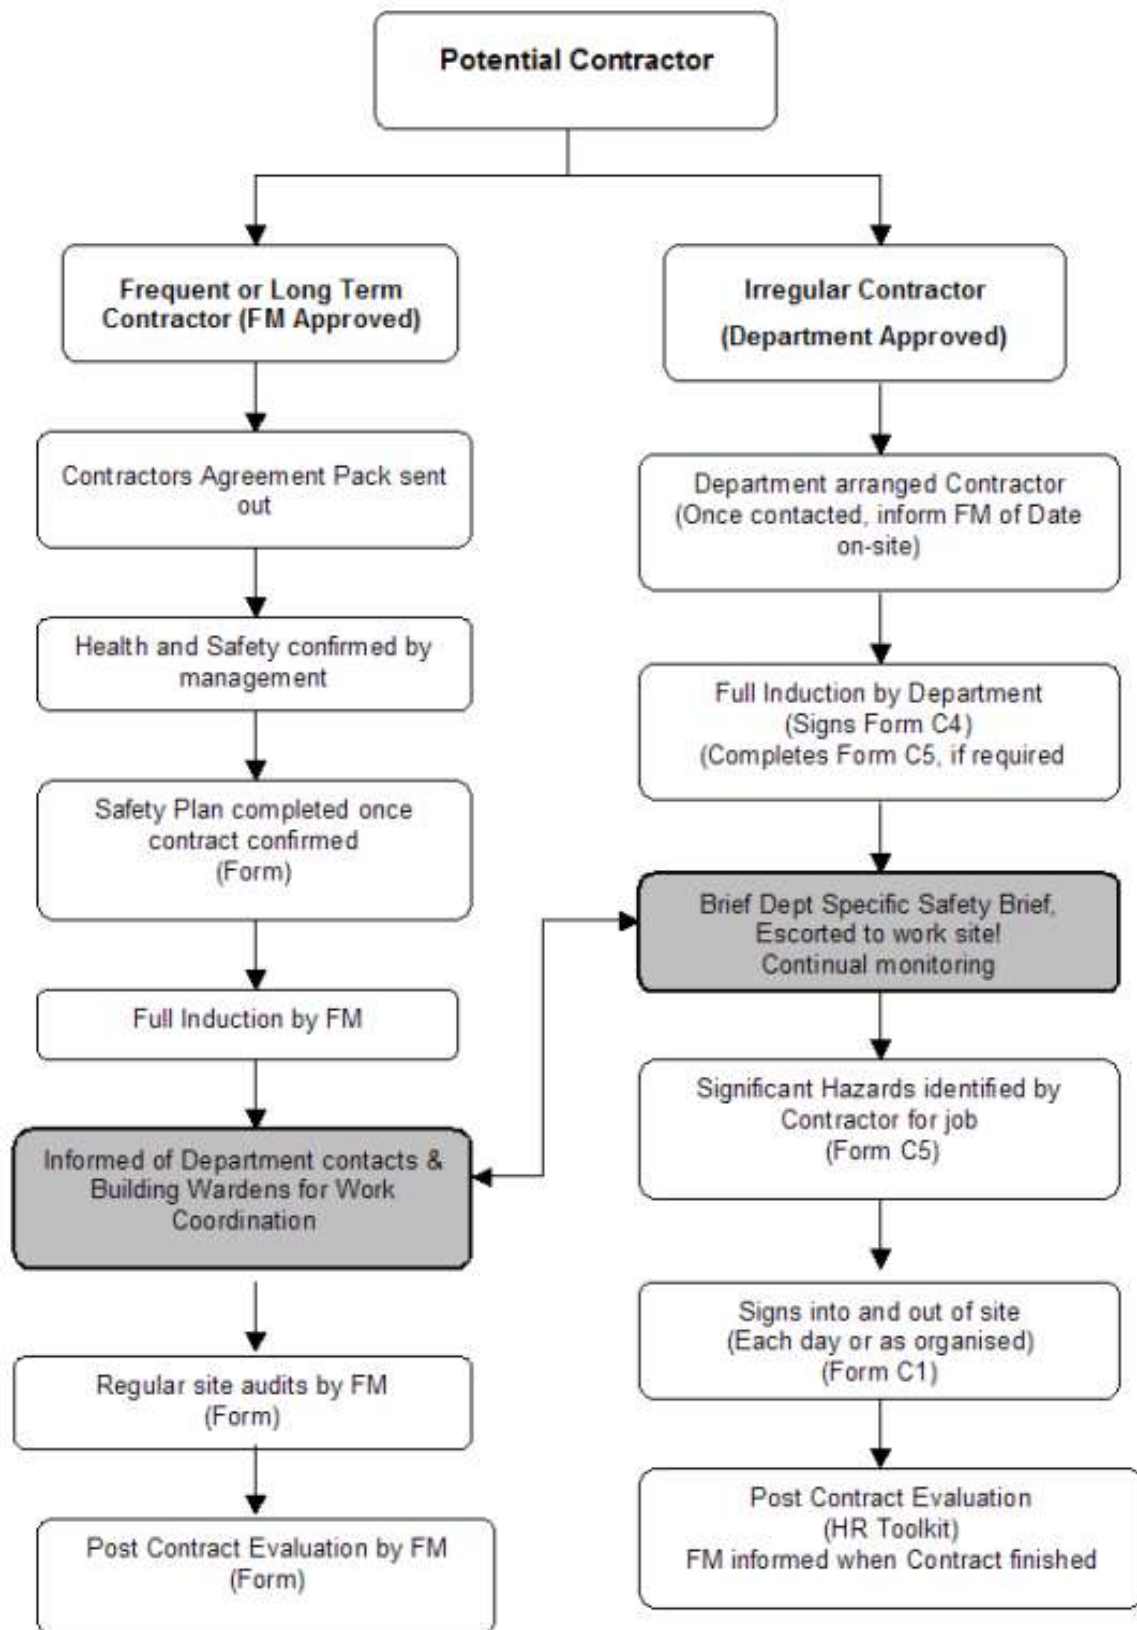 Potential Contractor
Frequent or Long Term
Contractor (FM Approved)
Contractors Agreement Pack sent
out
Health and Safety confirmed by
management
Safety Plan completed once
contract confirmed
(Form)
Full Induction by FM
Informed of Department contacts &
Building Wardens for Work
Coordination
Regular site audits by FM
(Form)
Post Contract Evaluation by FM
(Form)
Irregular Contractor
(Department Approved)
Department arranged Contractor
(Once contacted, inform FM of Date
on-site)
Full Induction by Department
(Signs Form C4)
(Completes Form C5, if required
Brief Dept Specific Safety Brief,
Escorted to work site!
Continual monitoring
Significant Hazards identified by
Contractor for job
(Form C5)
Signs into and out of site
(Each day or as organised)
(Form C1)
Post Contract Evaluation
(HR Toolkit)
FM informed when Contract finished